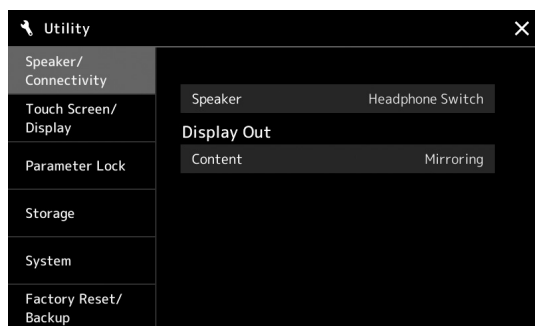 Utility
Speaker/
Connectivity
Touch Screen/
Display
Parameter Lock
Storage
System
Factory Reset/
Backup
Speaker Headphone Switch
Display Out
Content Mirroring